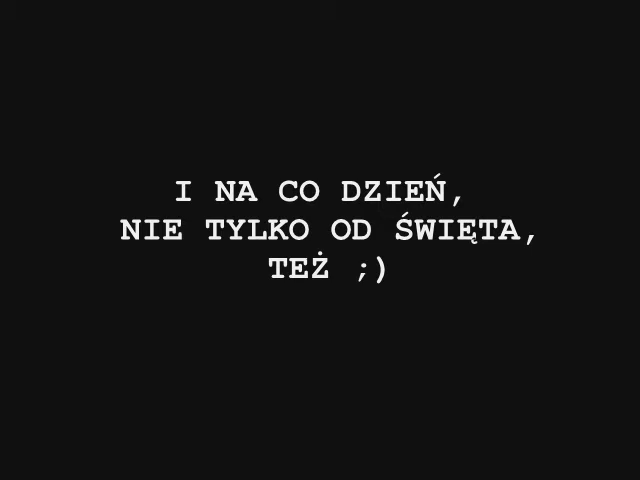 I NA CO DZIEŃ,
NIE TYLKO OD ŚWIĘTA,
TEŻ ;)